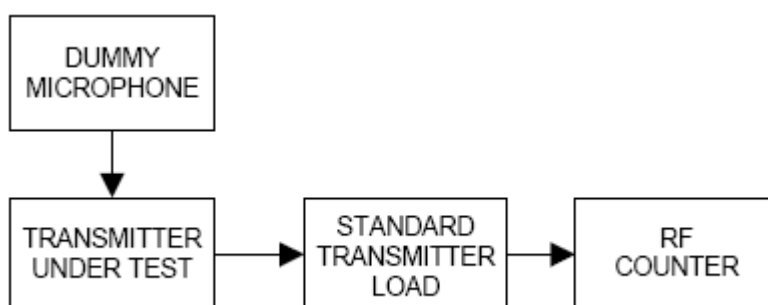 DUMMY
MICROPHONE
TRANSMITTER
UNDER TEST
STANDARD
TRANSMITTER
LOAD
RF
COUNTER